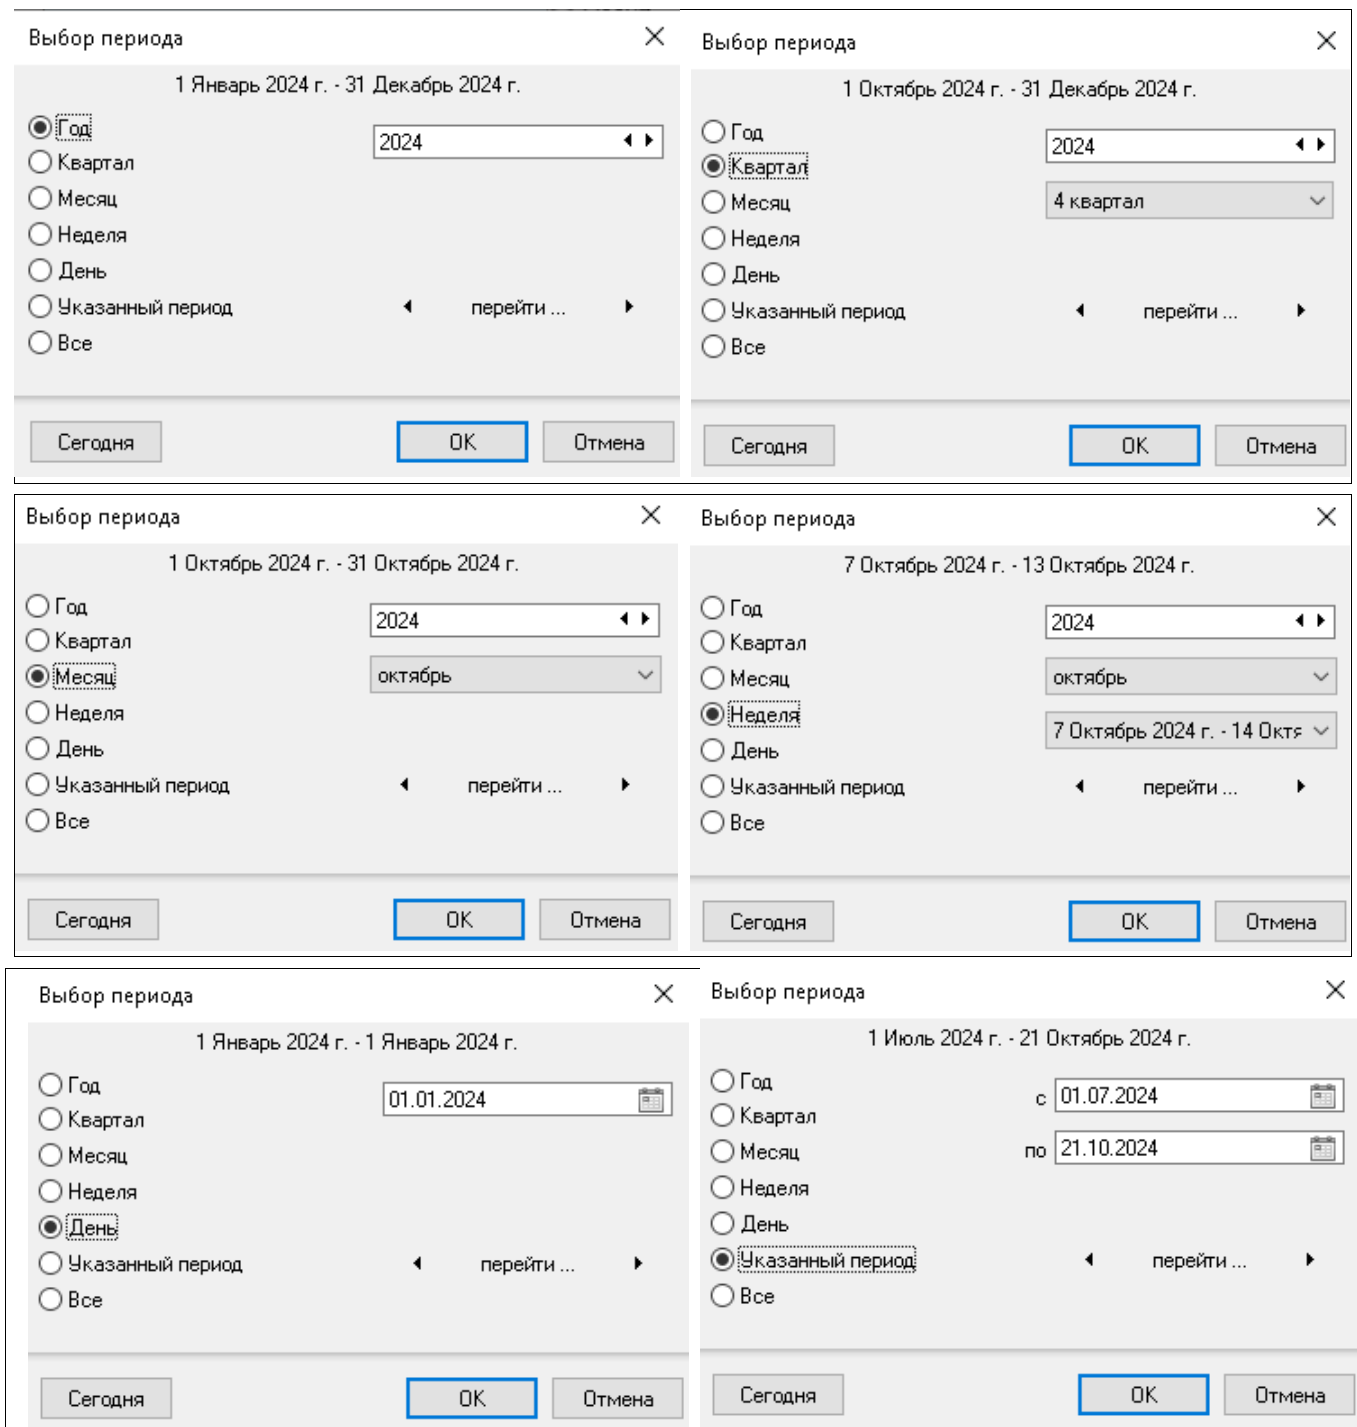 Выбор периода
1 Январь 2024 г. - 31 Декабрь 2024 г.
Год
2024
Квартал
Месяц
Неделя
День
Указанный период
перейти ...
Все
Сегодня
OK
Отмена
Выбор периода
1 Октябрь 2024 г. - 31 Декабрь 2024 г.
Год
2024
Квартал
Месяц
4 квартал
Неделя
День
Указанный период
перейти ...
Все
Сегодня
OK
Отмена
Выбор периода
1 Октябрь 2024 г. - 31 Октябрь 2024 г.
Год
2024
Квартал
Месяц
октябрь
Неделя
День
Указанный период
перейти ...
Все
Сегодня
OK
Отмена
Выбор периода
7 Октябрь 2024 г. - 13 Октябрь 2024 г.
Год
2024
Квартал
Месяц
октябрь
Неделя
7 Октябрь 2024 г. - 14 Октя
День
Указанный период
перейти ...
Все
Сегодня
OK
Отмена
Выбор периода
1 Январь 2024 г. - 1 Январь 2024 г.
Год
01.01.2024
Квартал
Месяц
Неделя
День
Указанный период
перейти ...
Все
Сегодня
OK
Отмена
Выбор периода
1 Июль 2024 г. - 21 Октябрь 2024 г.
Год
с 01.07.2024
Квартал
Месяц
по 21.10.2024
Неделя
День
Указанный период
перейти ...
Все
Сегодня
OK
Отмена